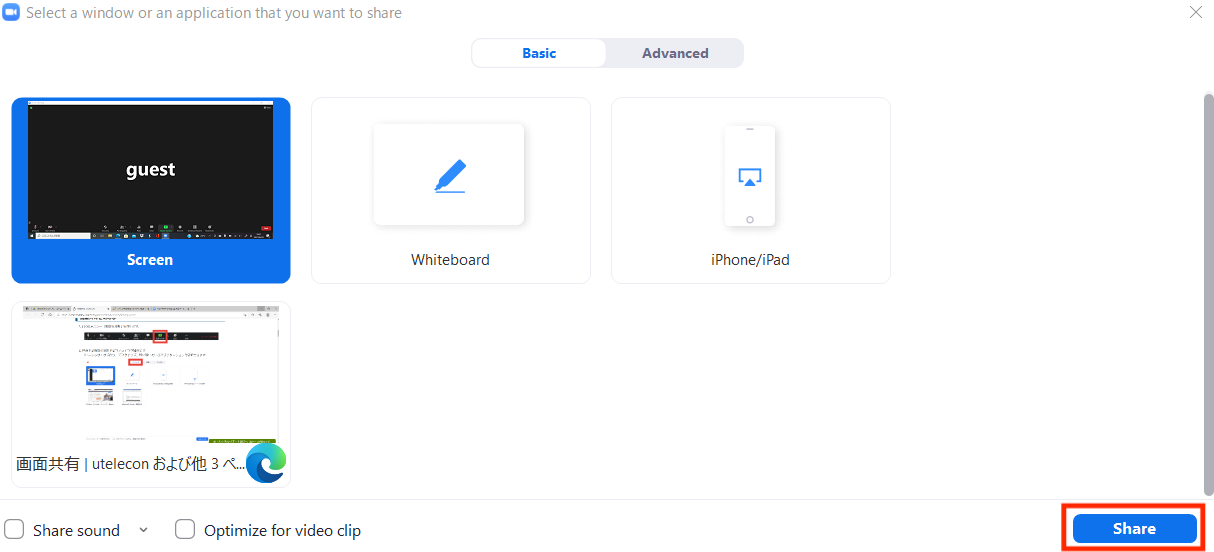 Select a window or an application that you want to share
Basic
Advanced
guest
Screen
Whiteboard
iPhone/iPad
画面共有 | utelecon および他 3 ペ...
Share sound
Optimize for video clip
Share